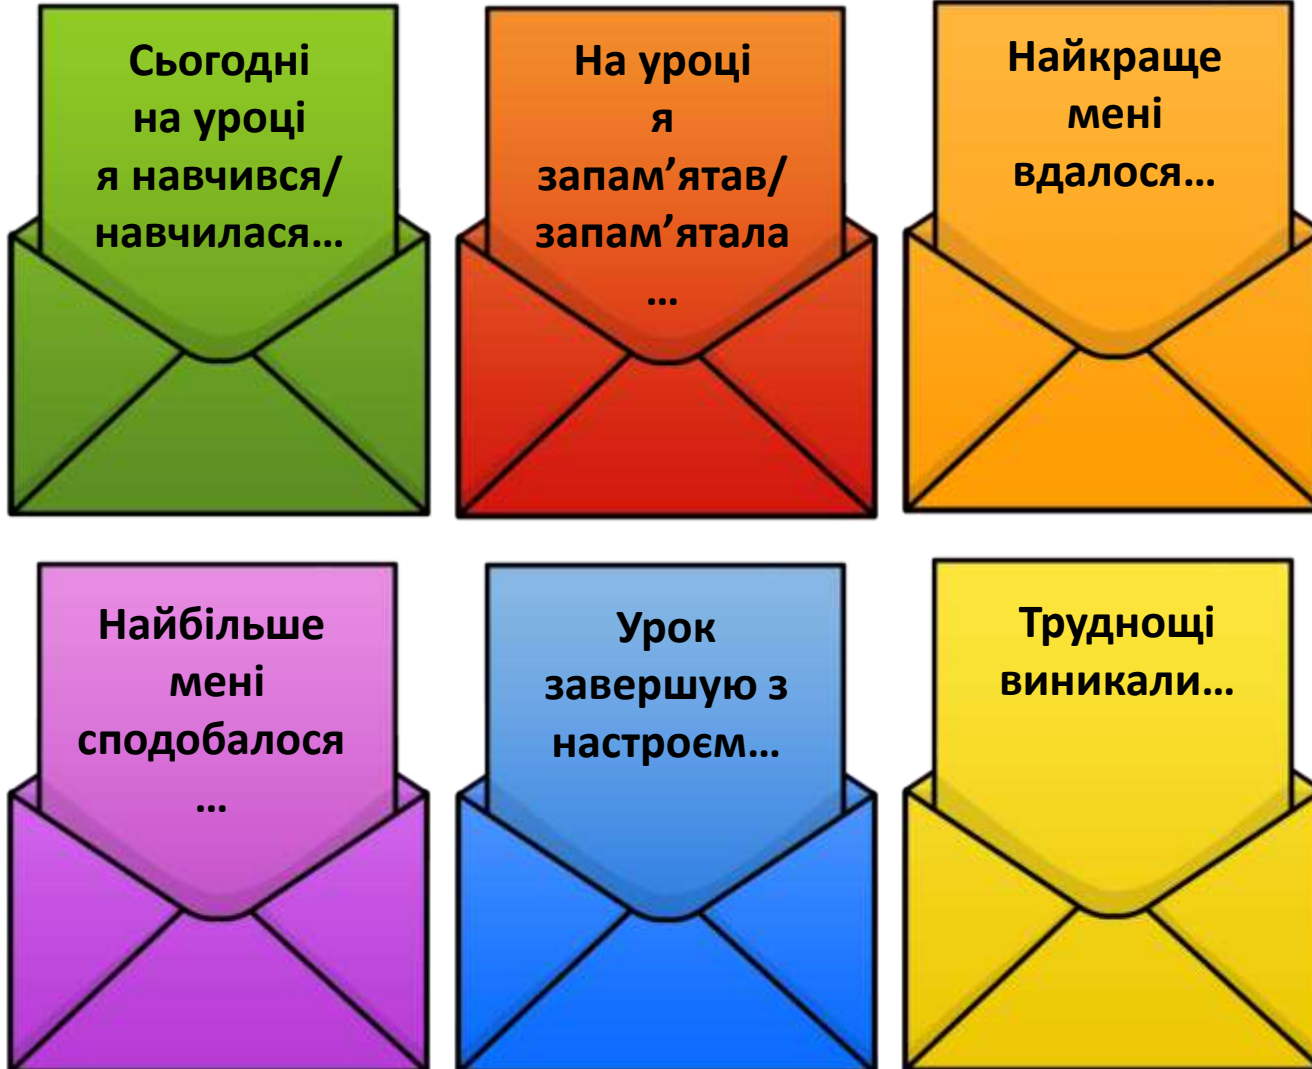 Сьогодні
на уроці
я навчився/
навчилася…
На уроці
я
запам’ятав/
запам’ятала
…
Найкраще
мені
вдалося…
Найбільше
мені
сподобалося
…
Урок
завершую з
настроєм…
Труднощі
виникали…